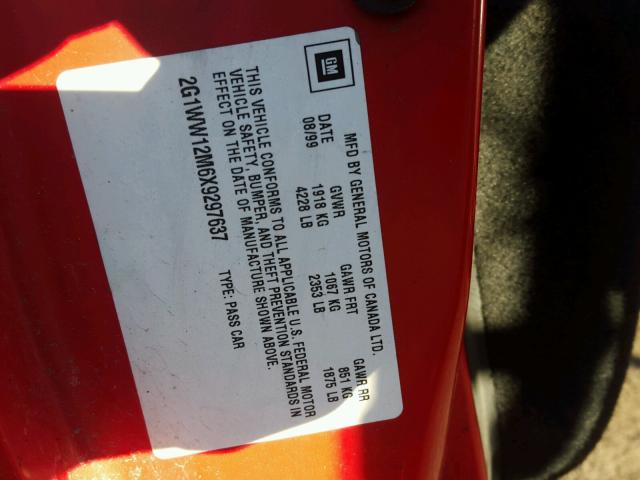 GM
MFD BY GENERAL MOTORS OF CANADA LTD.
DATE GVWR GAWR FRT GAWR RR
08/99 1918 KG 1067 KG 851 KG
4228 LB 2353 LB 1875 LB
THIS VEHICLE CONFORMS TO ALL APPLICABLE U.S. FEDERAL MOTOR
VEHICLE SAFETY, BUMPER, AND THEFT PREVENTION STANDARDS IN
EFFECT ON THE DATE OF MANUFACTURE SHOWN ABOVE.
2G1WW12M6X9297637 TYPE: PASS CAR